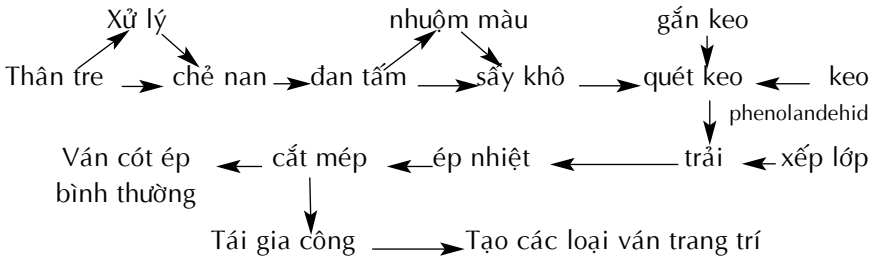 Xử lý nhuộm màu gắn keo
Thân tre chẻ nan đan tấm sấy khô quét keo keo
phenolandehid
Ván cót ép cắt mép ép nhiệt trải xếp lớp
bình thường
Tái gia công Tạo các loại ván trang trí